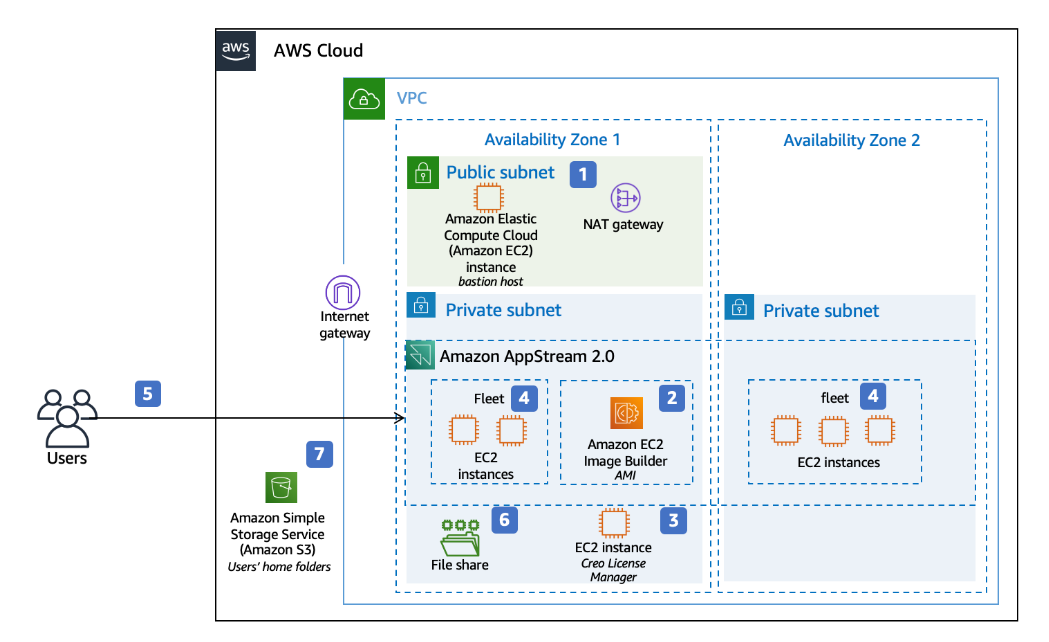 aws
AWS Cloud
VPC
Availability Zone 1
Availability Zone 2
Public subnet
1
Amazon Elastic
Compute Cloud
(Amazon EC2)
instance
bastion host
NAT gateway
Internet
gateway
Private subnet
Private subnet
Amazon AppStream 2.0
Fleet
4
EC2
instances
2
Amazon EC2
Image Builder
AMI
fleet
4
EC2 instances
5
Users
7
Amazon Simple
Storage Service
(Amazon S3)
Users' home folders
6
File share
3
EC2 instance
Creo License
Manager